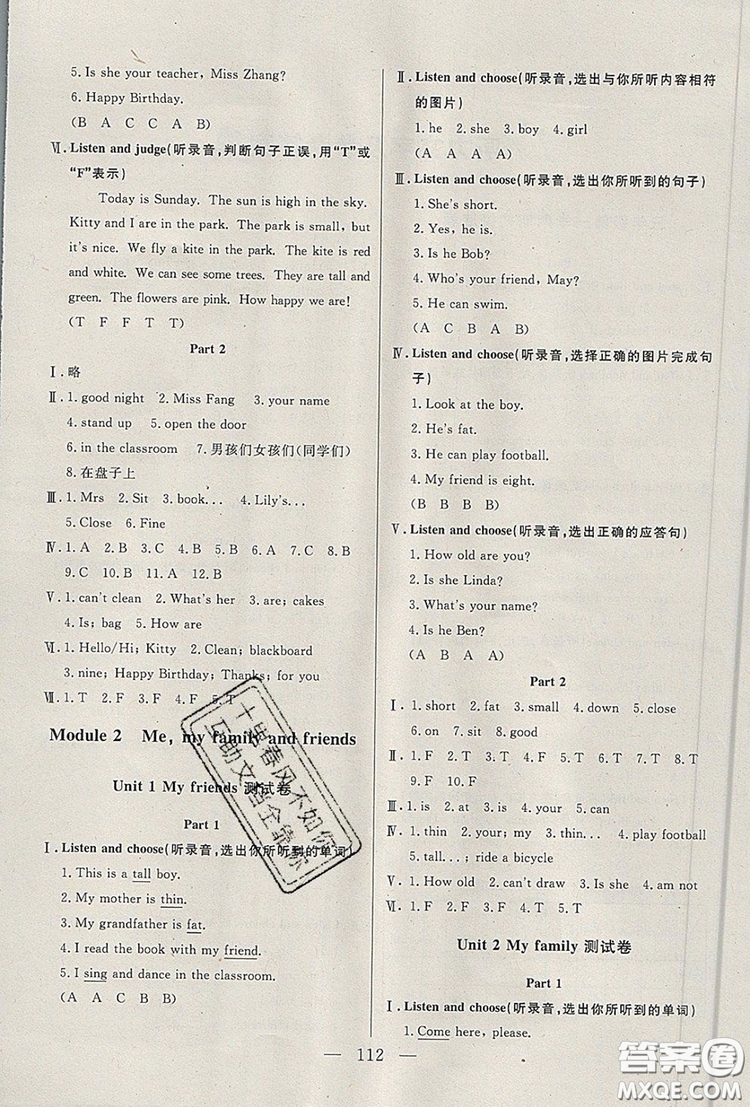 5. Is she your teacher, Miss Zhang?
6. Happy Birthday.
(B A C C A B)
Ⅵ. Listen and judge(听录音,判断句子正误,用“T”或
“F”表示)
Today is Sunday. The sun is high in the sky.
Kitty and I are in the park. The park is small, but
it's nice. We fly a kite in the park. The kite is red
and white. We can see some trees. They are tall and
green. The flowers are pink. How happy we are!
(T F F T T)
Part 2
Ⅰ. 略
Ⅱ. 1. good night 2. Miss Fang 3. your name
4. stand up 5. open the door
6. in the classroom 7. 男孩们女孩们(同学们)
8. 在盘子上
Ⅲ. 1. Mrs 2. Sit 3. book... 4. Lily's...
5. Close 6. Fine
Ⅳ. 1. A 2. B 3. C 4. A 5. C 6. B 7. A 8. B
9. C 10. A 11. A 12. B
Ⅴ. 1. can't clean 2. What's her 3. are; cakes
4. Is; bag 5. How are
Ⅵ. 1. Hello/Hi; Kitty 2. Clean; blackboard
3. nine; Happy Birthday; Thanks; for you
Ⅶ. 1. T 2. F 3. F 4. T 5. T 6. F
Module 2 Me, my family and friends
Unit 1 My friends 测试卷
Part 1
Ⅰ. Listen and choose(听录音,选出你所听到的单词)
1. This is a tall boy.
2. My mother is thin.
3. My grandfather is fat.
4. I read the book with my friend.
5. I sing and dance in the classroom.
(A A C B B)
Ⅱ. Listen and choose(听录音,选出与你所听内容相符
的图片)
1. he 2. she 3. boy 4. girl
(A A A A)
Ⅲ. Listen and choose(听录音,选出你所听到的句子)
1. She's short.
2. Yes, he is.
3. Is he Bob?
4. Who's your friend, May?
5. He can swim.
(A C B A B)
Ⅳ. Listen and choose(听录音,选择正确的图片完成句
子)
1. Look at the boy.
2. He's fat.
3. He can play football.
4. My friend is eight.
(B B B B)
Ⅴ. Listen and choose(听录音,选出正确的应答句)
1. How old are you?
2. Is she Linda?
3. What's your name?
4. Is he Ben?
(A B A A)
Part 2
Ⅰ. 1. short 2. fat 3. small 4. down 5. close
6. on 7. sit 8. good
Ⅱ. 1. F 2. T 3. T 4. F 5. T 6. F 7. F 8. F
Ⅲ. 1. is 2. at 3. and 4. is 5. are
Ⅳ. 1. thin 2. your; my 3. thin 4. play football
5. tall...; ride a bicycle
Ⅴ. 1. How old 2. can't draw 3. Is she 4. am not
Ⅵ. 1. F 2. F 3. F 4. T 5. T
Unit 2 My family 测试卷
Part 1
Ⅰ. Listen and choose(听录音,选出你所听到的单词)
1. Come here, please.
— 112 —
十里春风不如你
答案卷
MXQE.COM